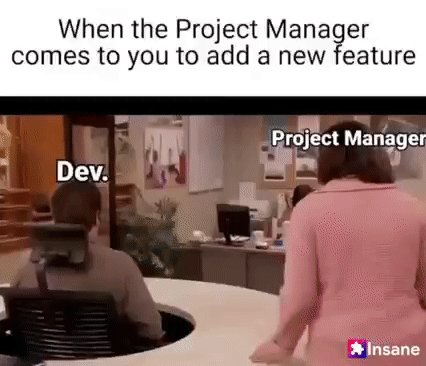 When the Project Manager
comes to you to add a new feature
Project Manager
Dev.
Insane